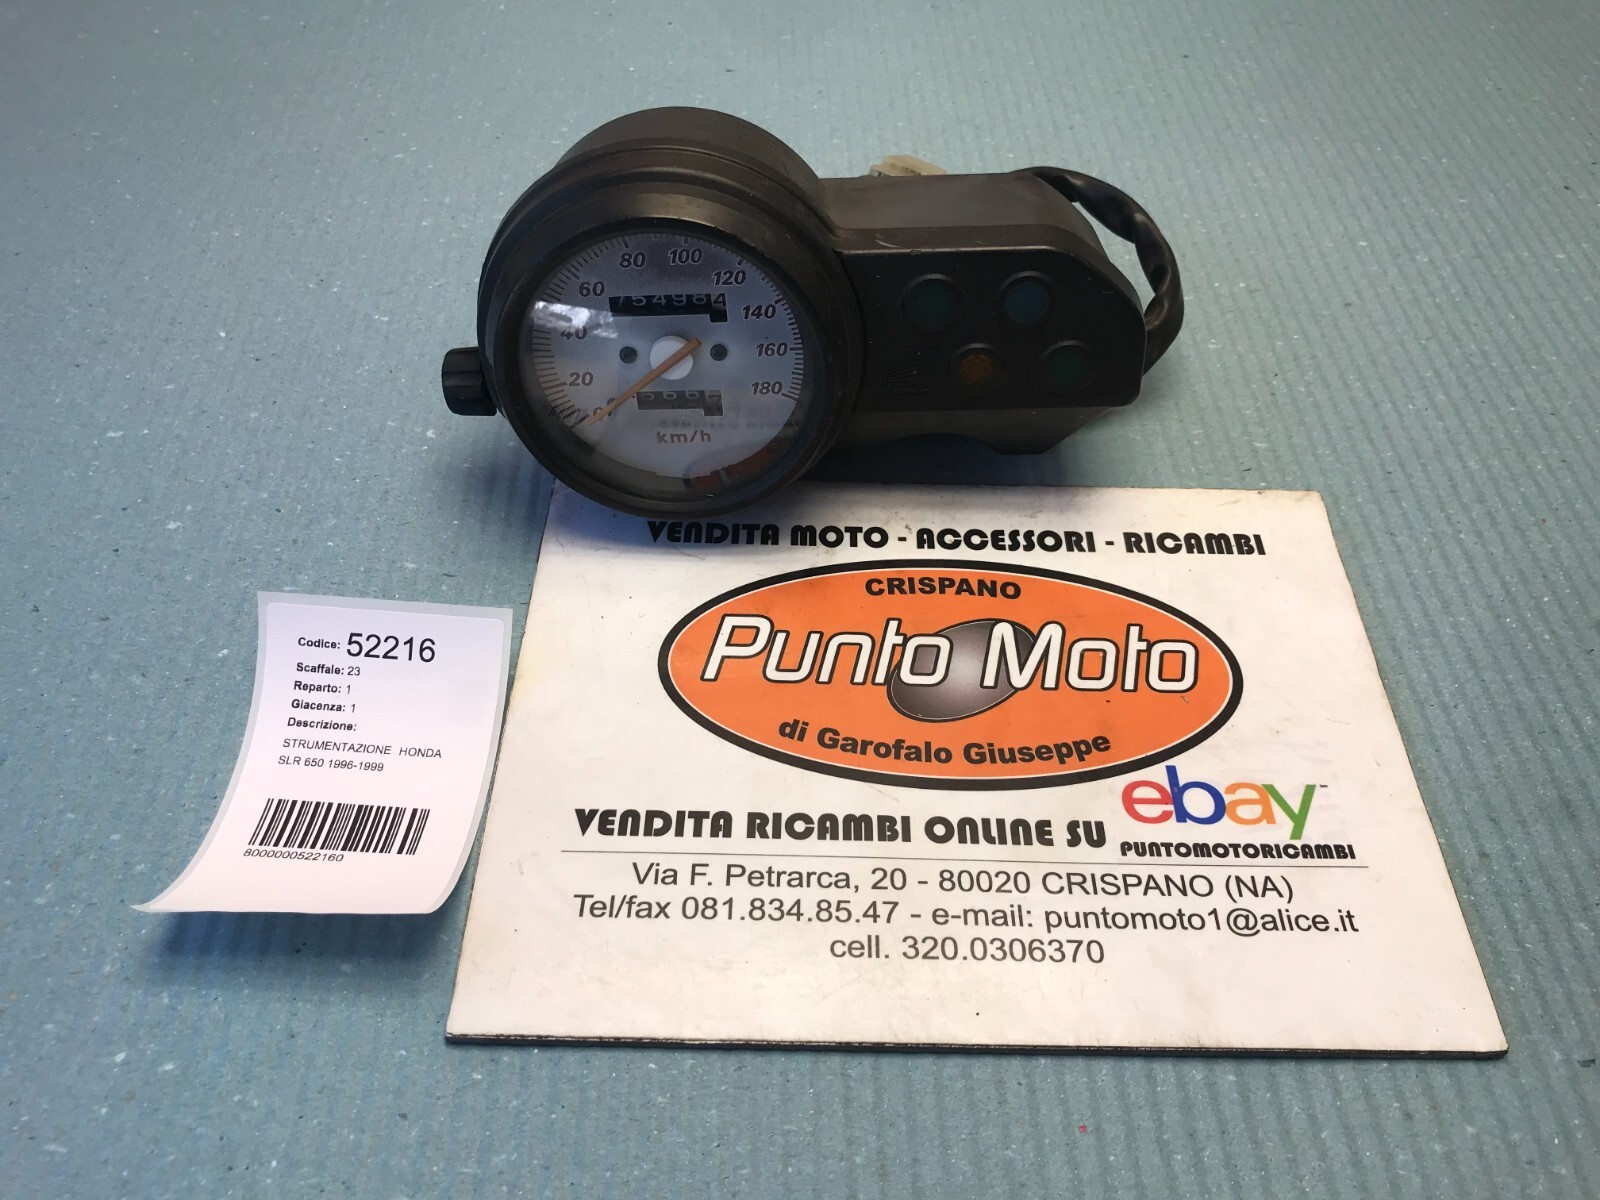 80
100
120
60
140
40
160
20
180
0
km/h
VENDITA MOTO - ACCESSORI - RICAMBI
CRISPANO
Punto Moto
di Garofalo Giuseppe
VENDITA RICAMBI ONLINE SU
ebay™
PUNTOMOTORICAMBI
Via F. Petrarca, 20 - 80020 CRISPANO (NA)
Tel/fax 081.834.85.47 - e-mail: puntomoto1@alice.it
cell. 320.0306370
Codice: 52216
Scaffale: 23
Reparto: 1
Giacenza: 1
Descrizione:
STRUMENTAZIONE HONDA
SLR 650 1996-1999
8000000522160